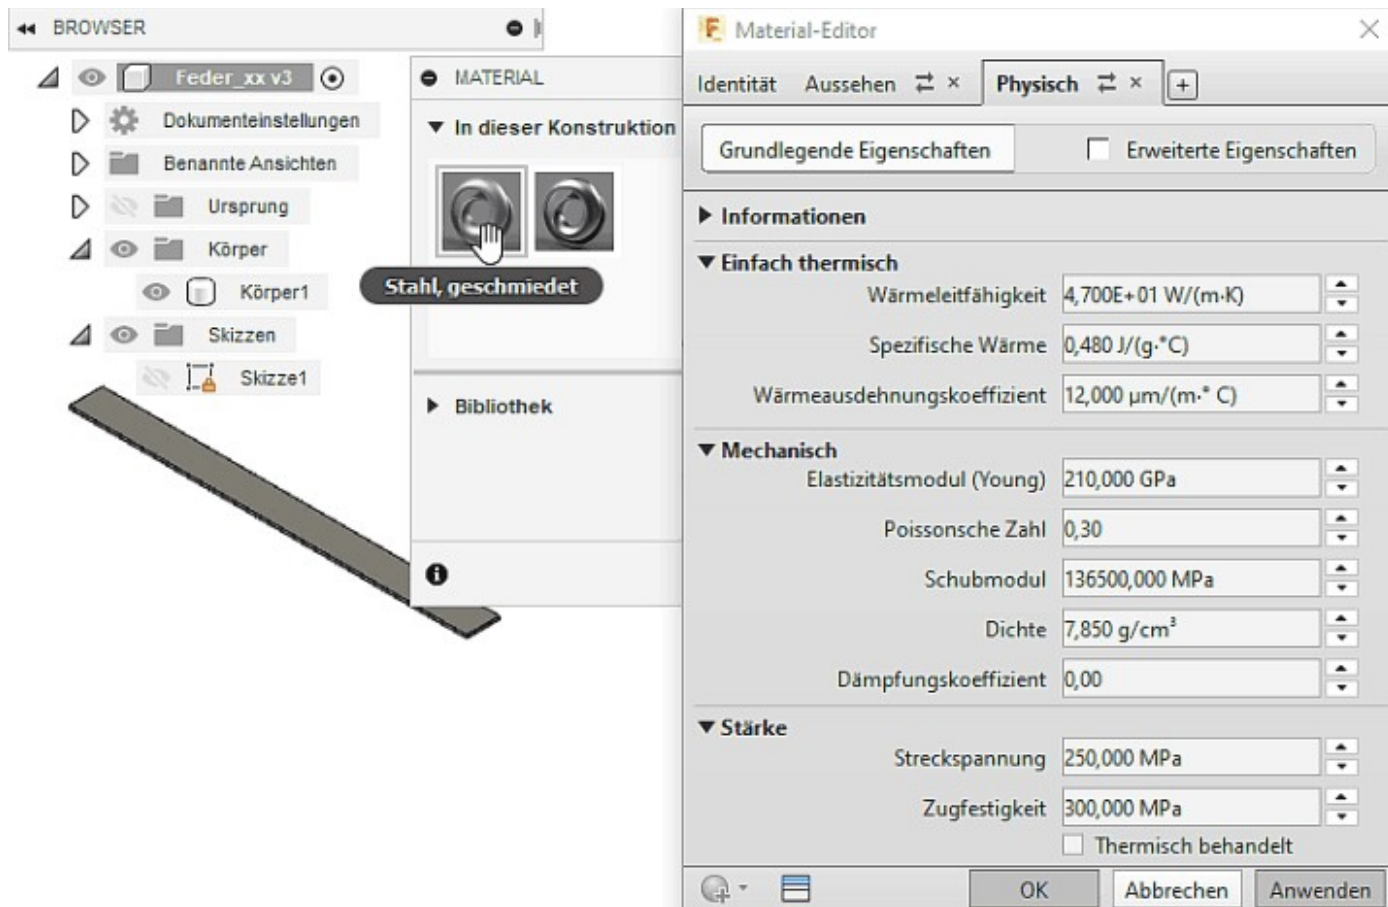 BROWSER
Feder_xx v3
Dokumenteinstellungen
Benannte Ansichten
Ursprung
Körper
Körper1
Skizzen
Skizze1
MATERIAL
In dieser Konstruktion
Stahl, geschmiedet
Bibliothek
Material-Editor
Identität Aussehen Physisch
Grundlegende Eigenschaften Erweiterte Eigenschaften
Informationen
Einfach thermisch
Wärmeleitfähigkeit 4,700E+01 W/(m·K)
Spezifische Wärme 0,480 J/(g·°C)
Wärmeausdehnungskoeffizient 12,000 µm/(m·° C)
Mechanisch
Elastizitätsmodul (Young) 210,000 GPa
Poissonsche Zahl 0,30
Schubmodul 136500,000 MPa
Dichte 7,850 g/cm³
Dämpfungskoeffizient 0,00
Stärke
Streckspannung 250,000 MPa
Zugfestigkeit 300,000 MPa
Thermisch behandelt
OK Abbrechen Anwenden